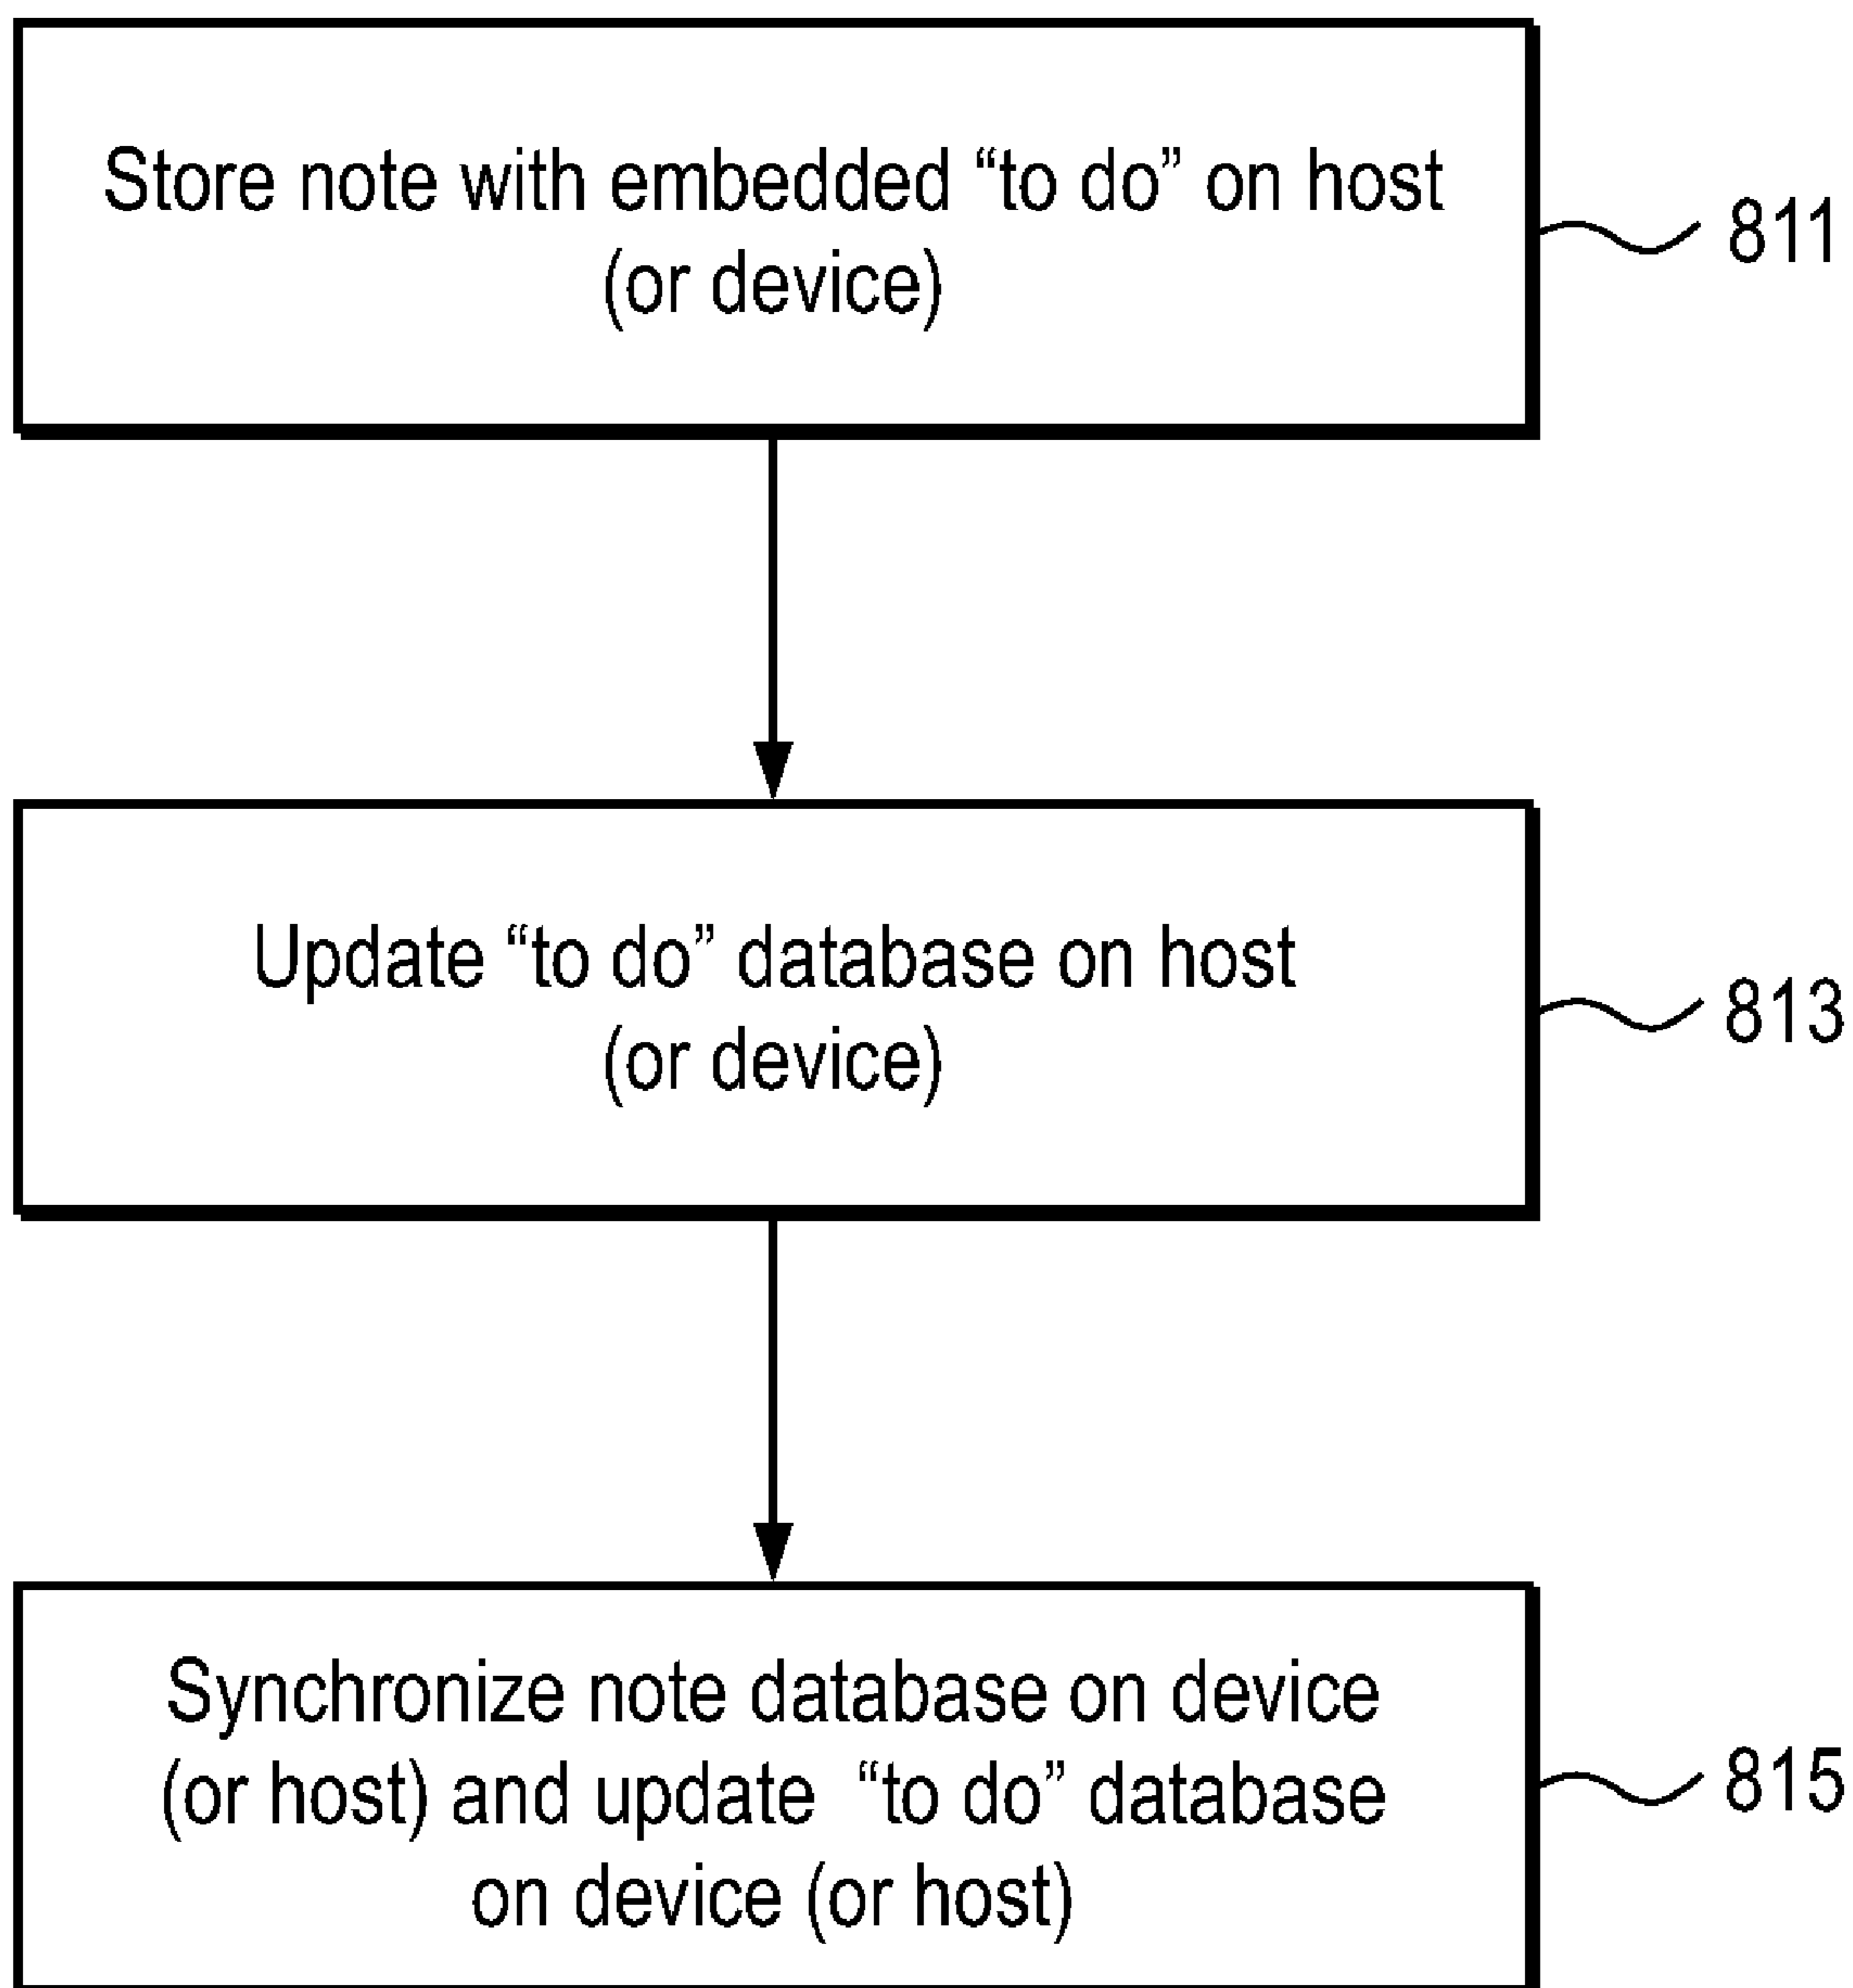 Store note with embedded “to do” on host
(or device)
811
Update “to do” database on host
(or device)
813
Synchronize note database on device
(or host) and update “to do” database
on device (or host)
815